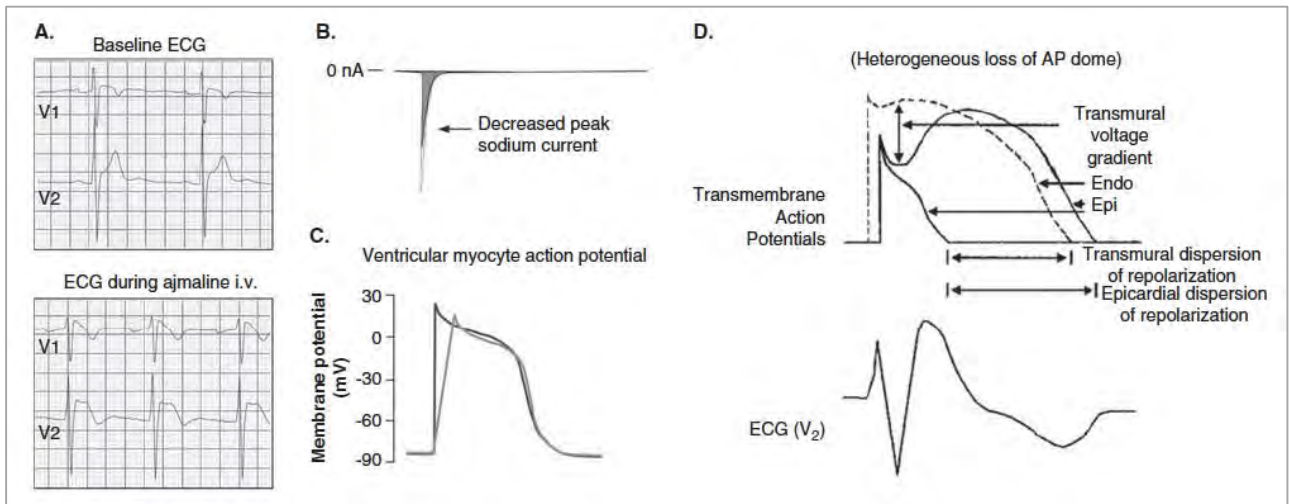 A.
Baseline ECG
V1
V2
ECG during ajmaline i.v.
V1
V2
B.
0 nA
Decreased peak
sodium current
C.
Ventricular myocyte action potential
Membrane potential
(mV)
30
0
-30
-60
-90
D.
(Heterogeneous loss of AP dome)
Transmural
voltage
gradient
Endo
Epi
Transmembrane
Action
Potentials
Transmural dispersion
of repolarization
Epicardial dispersion
of repolarization
ECG (V2)